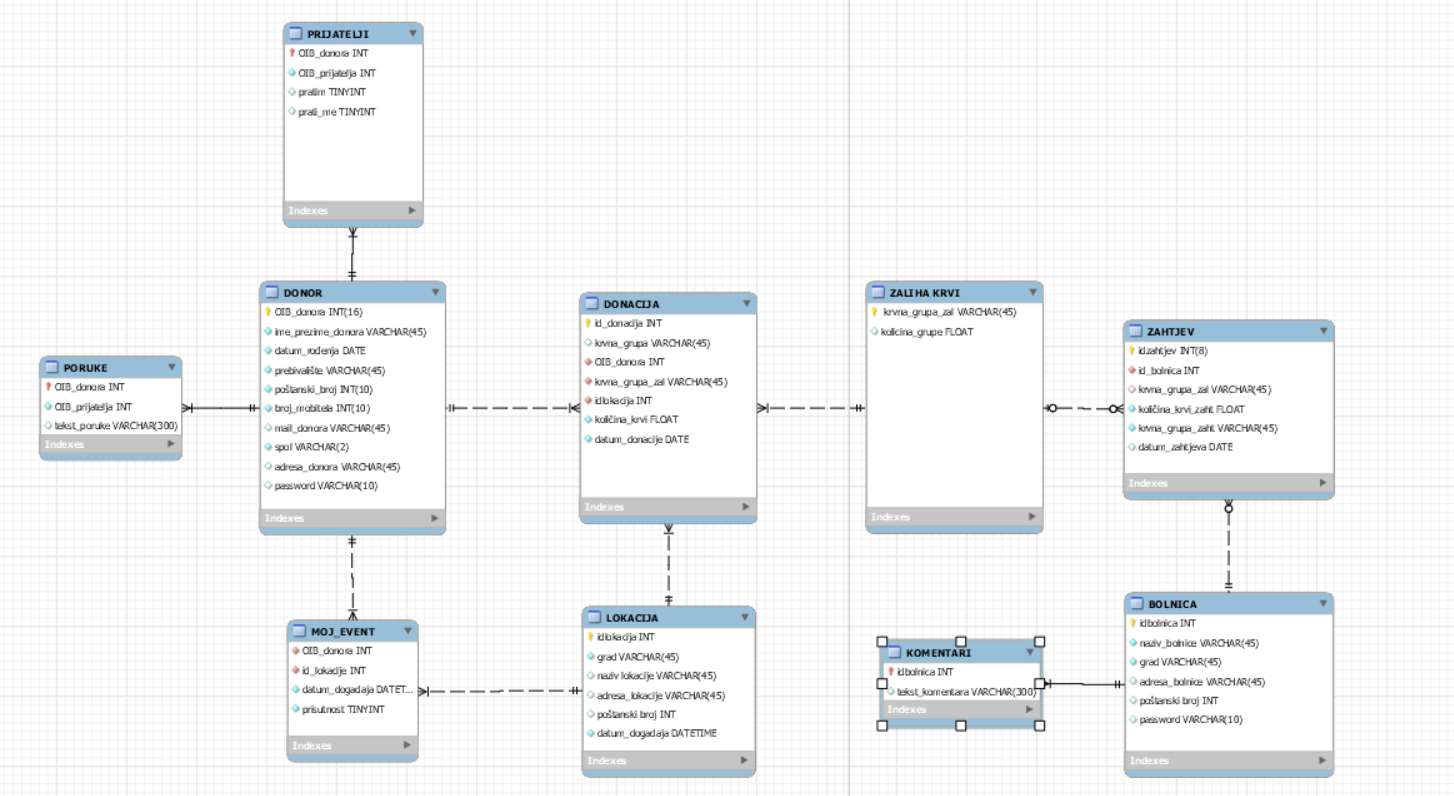 PRIJATELJI
OIB_donora INT
OIB_prijatelja INT
pratim TINYINT
prati_me TINYINT
Indexes
DONOR
OIB_donora INT(16)
ime_prezime_donora VARCHAR(45)
datum_rođenja DATE
prebivalište VARCHAR(45)
poštanski_broj INT(10)
broj_mobitela INT(10)
mail_donora VARCHAR(45)
spol VARCHAR(2)
adresa_donora VARCHAR(45)
password VARCHAR(10)
Indexes
DONACIJA
id_donacija INT
krvna_grupa VARCHAR(45)
OIB_donora INT
krvna_grupa_zal VARCHAR(45)
idlokacija INT
količina_krvi FLOAT
datum_donacije DATE
Indexes
ZALIHA KRVI
krvna_grupa_zal VARCHAR(45)
kolicina_grupe FLOAT
Indexes
ZAHTJEV
idzahtjev INT(8)
id_bolnica INT
krvna_grupa_zal VARCHAR(45)
količina_krvi_zaht FLOAT
krvna_grupa_zaht VARCHAR(45)
datum_zahtjeva DATE
Indexes
PORUKE
OIB_donora INT
OIB_prijatelja INT
tekst_poruke VARCHAR(300)
Indexes
MOJ_EVENT
OIB_donora INT
id_lokacije INT
datum_događaja DATET...
prisutnost TINYINT
Indexes
LOKACIJA
idlokacija INT
grad VARCHAR(45)
naziv lokacije VARCHAR(45)
adresa_lokacije VARCHAR(45)
poštanski broj INT
datum_događaja DATETIME
Indexes
KOMENTARI
idbolnica INT
tekst_komentara VARCHAR(300)
Indexes
BOLNICA
idbolnica INT
naziv_bolnice VARCHAR(45)
grad VARCHAR(45)
adresa_bolnice VARCHAR(45)
poštanski broj INT
password VARCHAR(10)
Indexes